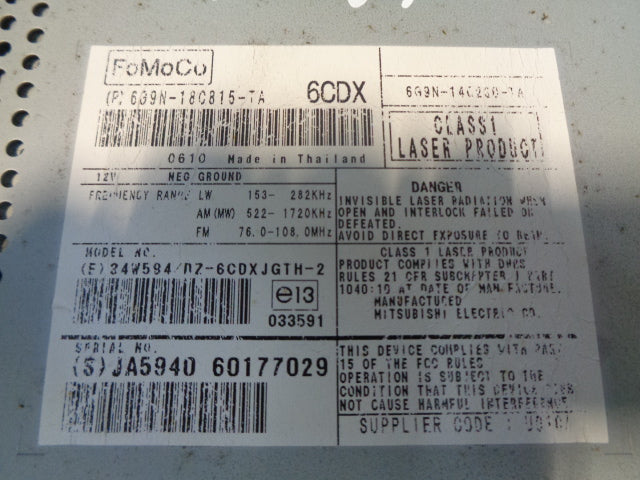 FoMoCo
(P) 6G9N-18C815-TA
6CDX
6G9N-14C230-TA
CLASS1
LASER PRODUCT
0610 Made in Thailand
12V NEG GROUND
FREQUENCY RANGE LW 153- 282KHz
AM(MW) 522-1720KHz
FM 76.0-108.0MHz
DANGER
INVISIBLE LASER RADIATION WHEN
OPEN AND INTERLOCK FAILED OR
DEFEATED.
AVOID DIRECT EXPOSURE TO BEAM.
MODEL NO.
(E) 34W594/DZ-6CDXJGTH-2
e13
033591
CLASS 1 LASER PRODUCT
PRODUCT COMPLIES WITH DHHS
RULES 21 CFR SUBCHAPTER J PART
1040:10 AT DATE OF MANUFACTURE.
MANUFACTURED
MITSUBISHI ELECTRIC CO.
SERIAL NO.
(S)JA5940 60177029
THIS DEVICE COMPLIES WITH PART
15 OF THE FCC RULES
OPERATION IS SUBJECT TO THE
CONDITION THAT THIS DEVICE DOES
NOT CAUSE HARMFUL INTERFERENCE.
SUPPLIER CODE :